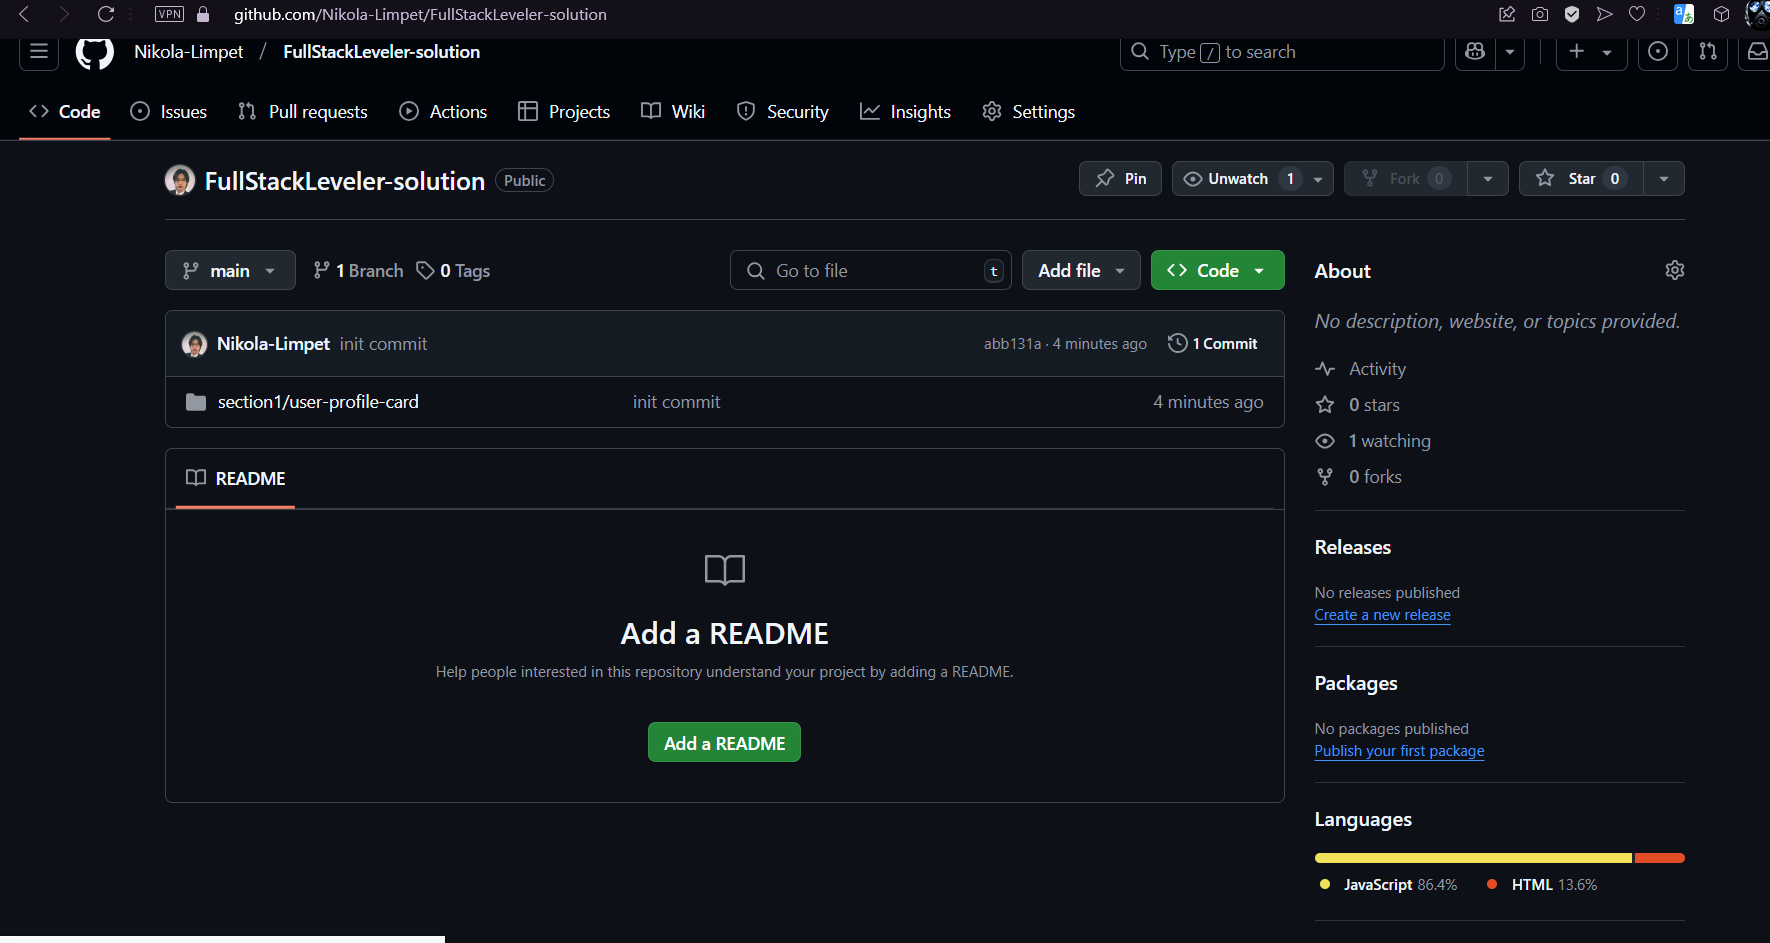 VPN github.com/Nikola-Limpet/FullStackLeveler-solution
Nikola-Limpet / FullStackLeveler-solution Type / to search
Code Issues Pull requests Actions Projects Wiki Security Insights Settings
FullStackLeveler-solution Public Pin Unwatch 1 Fork 0 Star 0
main 1 Branch 0 Tags Go to file t Add file Code
Nikola-Limpet init commit abb131a · 4 minutes ago 1 Commit
section1/user-profile-card init commit 4 minutes ago
README
Add a README
Help people interested in this repository understand your project by adding a README.
Add a README
About
No description, website, or topics provided.
Activity
0 stars
1 watching
0 forks
Releases
No releases published
Create a new release
Packages
No packages published
Publish your first package
Languages
JavaScript 86.4% HTML 13.6%